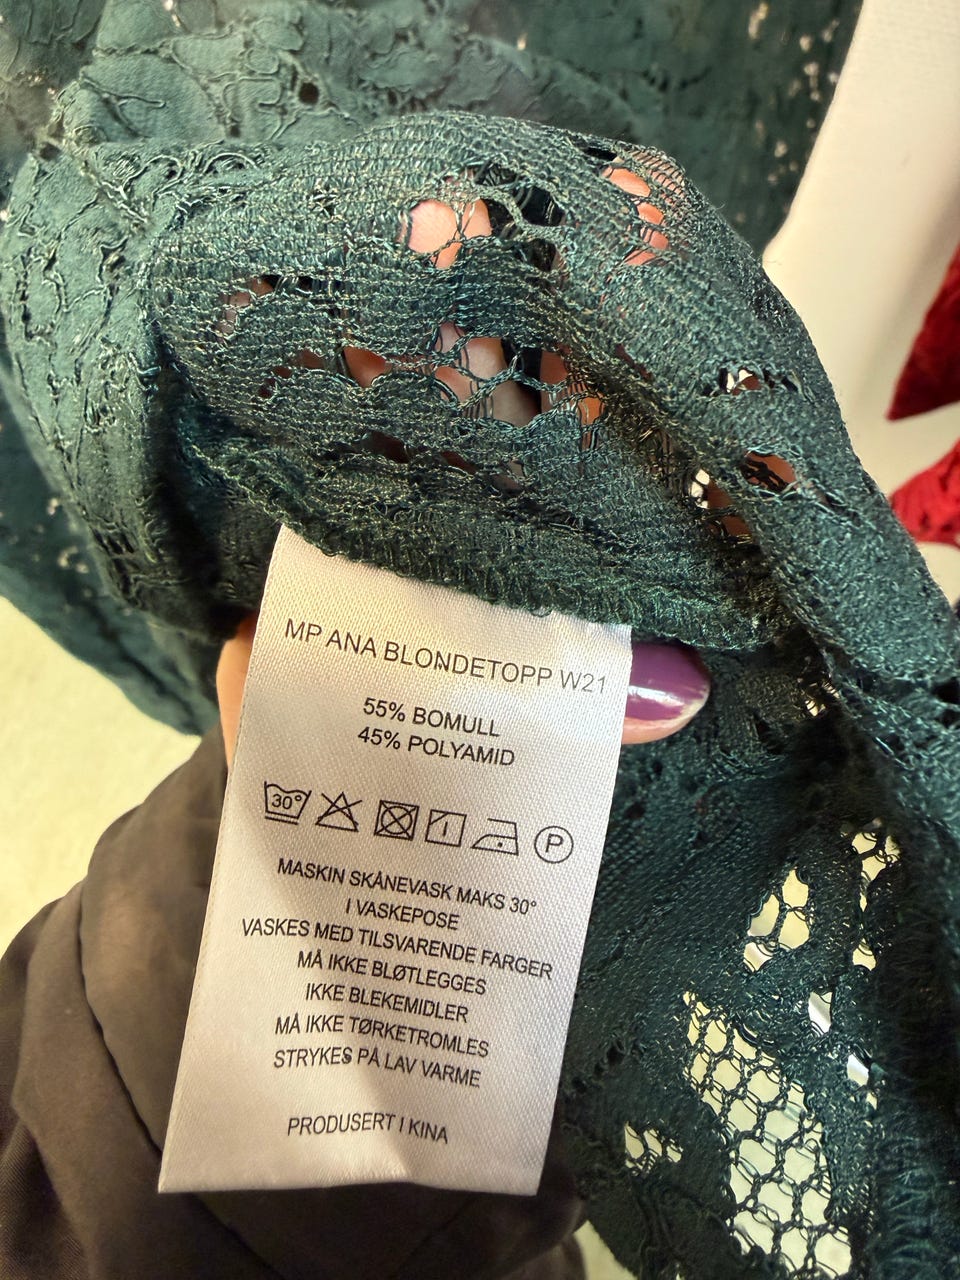 MP ANA BLONDETOPP W21
55% BOMULL
45% POLYAMID
30° P
MASKIN SKÅNEVASK MAKS 30°
I VASKEPOSE
VASKES MED TILSVARENDE FARGER
MÅ IKKE BLØTLEGGES
IKKE BLEKEMIDLER
MÅ IKKE TØRKETROMLES
STRYKES PÅ LAV VARME
PRODUSERT I KINA